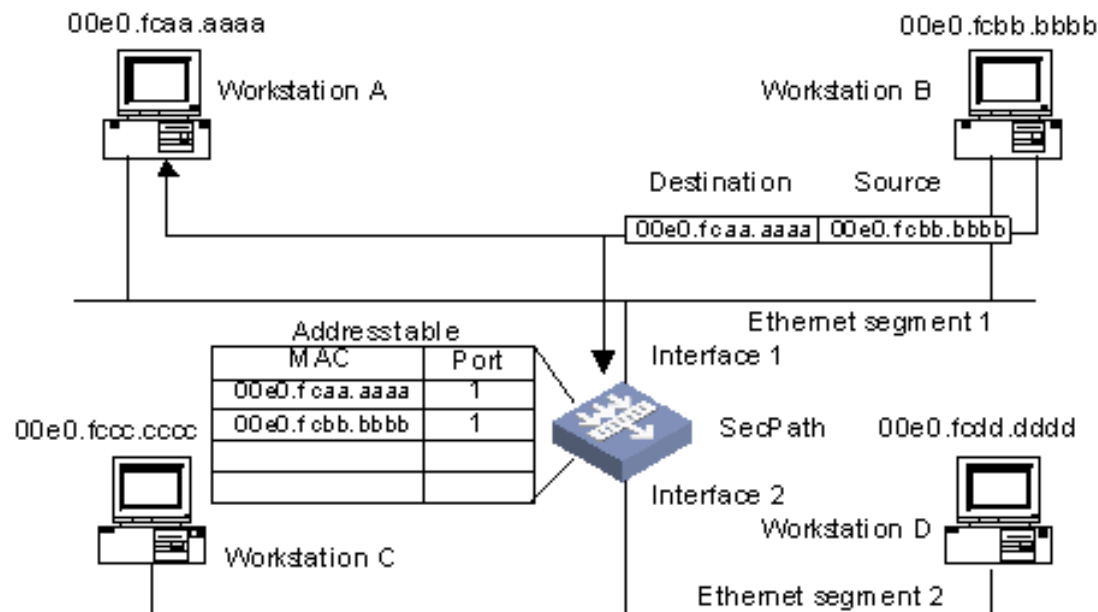 00e0.fcaa.aaaa
00e0.fcbb.bbbb
Workstation A
Workstation B
Destination Source
00e0.fcaa.aaaa 00e0.fcbb.bbbb
Ethernet segment 1
Addresstable
Interface 1
MAC Port
00e0.fcaa.aaaa 1
00e0.fcbb.bbbb 1
00e0.fccc.cccc
SecPath
00e0.fcdd.dddd
Interface 2
Workstation D
Workstation C
Ethernet segment 2